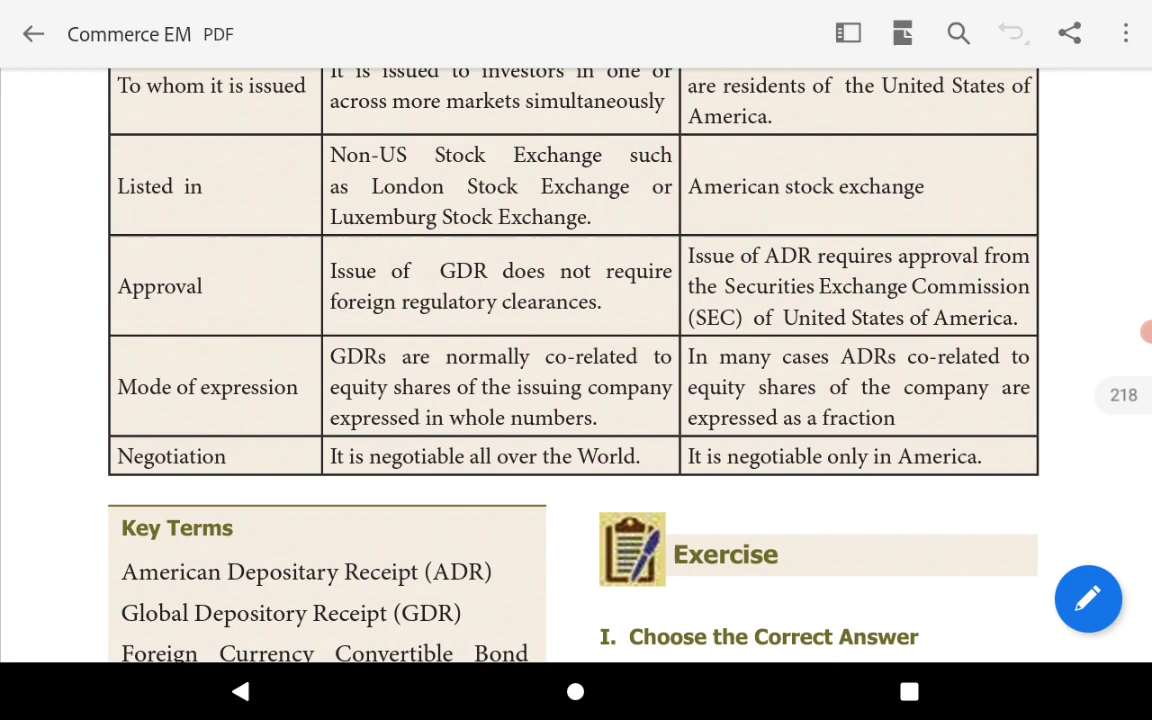 Commerce EM PDF
To whom it is issued
It is issued to investors in one or
across more markets simultaneously
are residents of the United States of
America.
Listed in
Non-US Stock Exchange such
as London Stock Exchange or
Luxemburg Stock Exchange.
American stock exchange
Approval
Issue of GDR does not require
foreign regulatory clearances.
Issue of ADR requires approval from
the Securities Exchange Commission
(SEC) of United States of America.
Mode of expression
GDRs are normally co-related to
equity shares of the issuing company
expressed in whole numbers.
In many cases ADRs co-related to
equity shares of the company are
expressed as a fraction
Negotiation
It is negotiable all over the World.
It is negotiable only in America.
218
Key Terms
American Depositary Receipt (ADR)
Global Depository Receipt (GDR)
Foreign Currency Convertible Bond
Exercise
I. Choose the Correct Answer